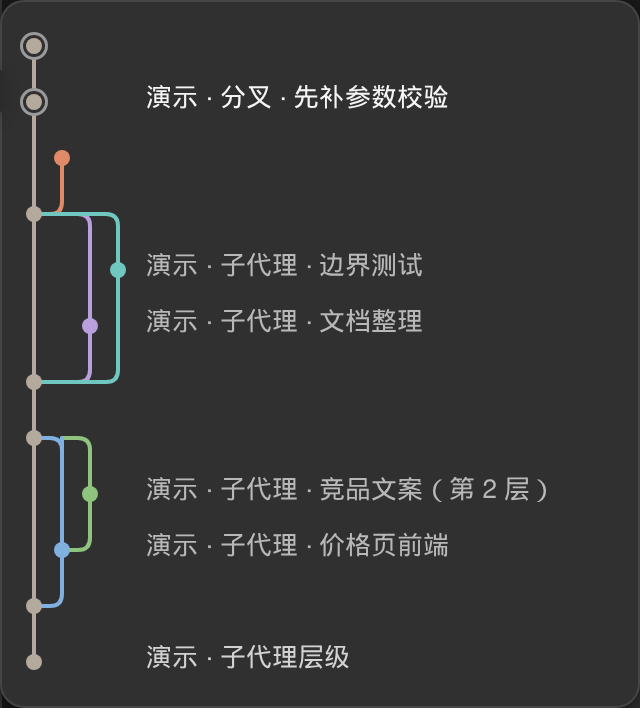 演示 · 分叉 · 先补参数校验
演示 · 子代理 · 边界测试
演示 · 子代理 · 文档整理
演示 · 子代理 · 竞品文案（第 2 层）
演示 · 子代理 · 价格页前端
演示 · 子代理层级